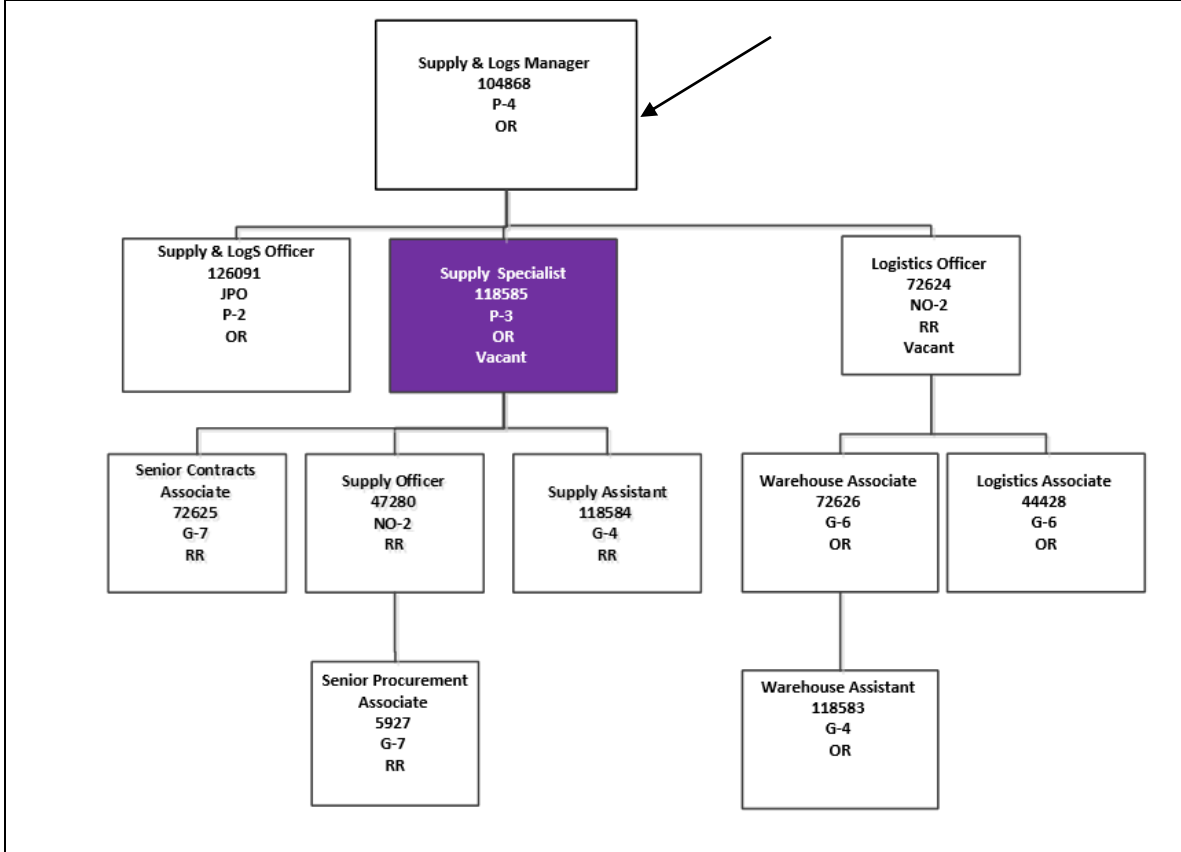 Supply & Logs Manager
104868
P-4
OR
Supply & LogS Officer
126091
JPO
P-2
OR
Supply Specialist
118585
P-3
OR
Vacant
Logistics Officer
72624
NO-2
RR
Vacant
Senior Contracts
Associate
72625
G-7
RR
Supply Officer
47280
NO-2
RR
Supply Assistant
118584
G-4
RR
Warehouse Associate
72626
G-6
OR
Logistics Associate
44428
G-6
OR
Senior Procurement
Associate
5927
G-7
RR
Warehouse Assistant
118583
G-4
OR